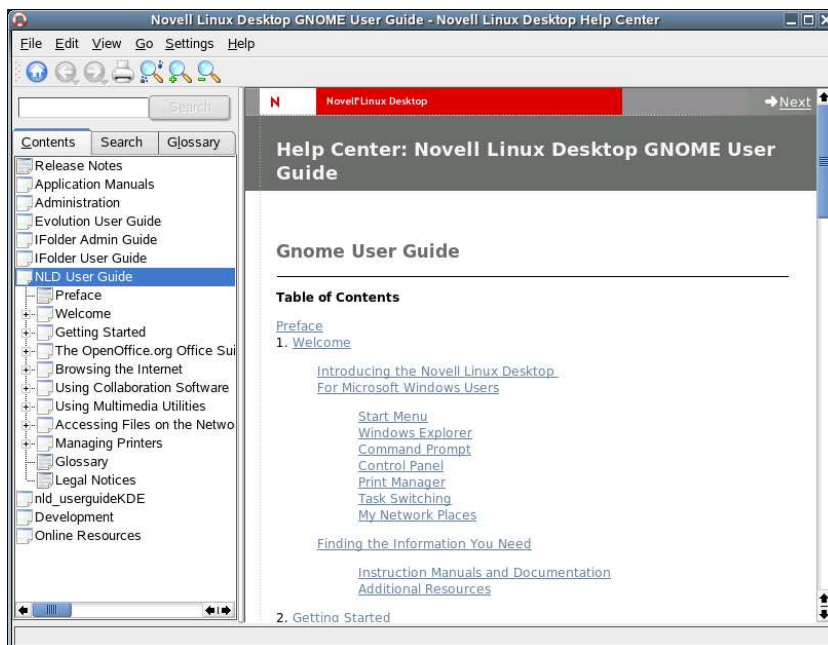 Novell Linux Desktop GNOME User Guide - Novell Linux Desktop Help Center
File Edit View Go Settings Help
Search
Contents Search Glossary
Release Notes
Application Manuals
Administration
Evolution User Guide
IFolder Admin Guide
IFolder User Guide
NLD User Guide
Preface
Welcome
Getting Started
The OpenOffice.org Office Sui
Browsing the Internet
Using Collaboration Software
Using Multimedia Utilities
Accessing Files on the Netwo
Managing Printers
Glossary
Legal Notices
nld_userguideKDE
Development
Online Resources
N Novell® Linux Desktop Next
Help Center: Novell Linux Desktop GNOME User
Guide
Gnome User Guide
Table of Contents
Preface
1. Welcome
Introducing the Novell Linux Desktop
For Microsoft Windows Users
Start Menu
Windows Explorer
Command Prompt
Control Panel
Print Manager
Task Switching
My Network Places
Finding the Information You Need
Instruction Manuals and Documentation
Additional Resources
2. Getting Started